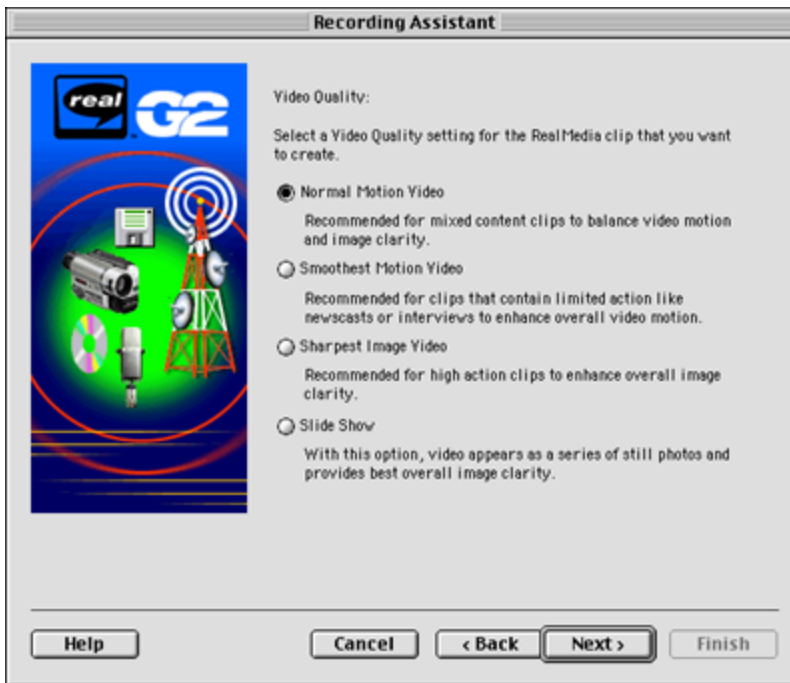 Recording Assistant
real
G2
Video Quality:
Select a Video Quality setting for the RealMedia clip that you want
to create.
Normal Motion Video
Recommended for mixed content clips to balance video motion
and image clarity.
Smoothest Motion Video
Recommended for clips that contain limited action like
newscasts or interviews to enhance overall video motion.
Sharpest Image Video
Recommended for high action clips to enhance overall image
clarity.
Slide Show
With this option, video appears as a series of still photos and
provides best overall image clarity.
Help
Cancel
‹ Back
Next ›
Finish